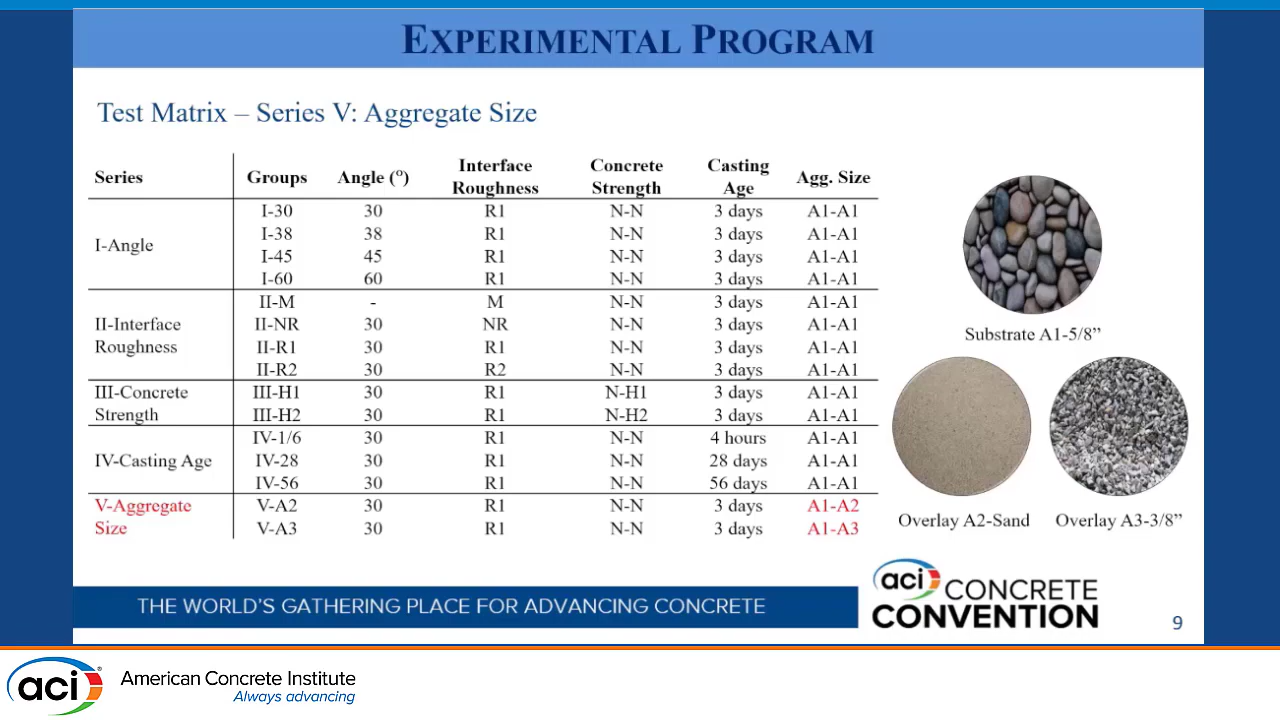 EXPERIMENTAL PROGRAM
Test Matrix – Series V: Aggregate Size
Series Groups Angle (°) Interface Roughness Concrete Strength Casting Age Agg. Size
I-Angle
I-30 30 R1 N-N 3 days A1-A1
I-38 38 R1 N-N 3 days A1-A1
I-45 45 R1 N-N 3 days A1-A1
I-60 60 R1 N-N 3 days A1-A1
II-Interface Roughness
II-M - M N-N 3 days A1-A1
II-NR 30 NR N-N 3 days A1-A1
II-R1 30 R1 N-N 3 days A1-A1
II-R2 30 R2 N-N 3 days A1-A1
III-Concrete Strength
III-H1 30 R1 N-H1 3 days A1-A1
III-H2 30 R1 N-H2 3 days A1-A1
IV-Casting Age
IV-1/6 30 R1 N-N 4 hours A1-A1
IV-28 30 R1 N-N 28 days A1-A1
IV-56 30 R1 N-N 56 days A1-A1
V-Aggregate Size
V-A2 30 R1 N-N 3 days A1-A2
V-A3 30 R1 N-N 3 days A1-A3
Substrate A1-5/8”
Overlay A2-Sand
Overlay A3-3/8”
THE WORLD'S GATHERING PLACE FOR ADVANCING CONCRETE
aci CONCRETE
CONVENTION
9
aci®
American Concrete Institute
Always advancing